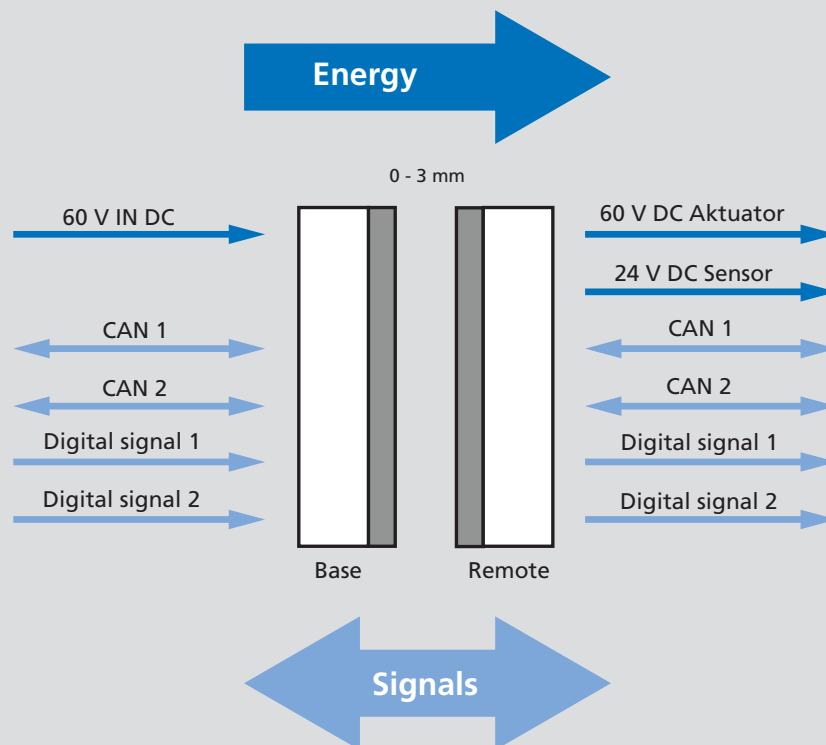 Energy
0 - 3 mm
60 V IN DC
60 V DC Aktuator
24 V DC Sensor
CAN 1
CAN 1
CAN 2
CAN 2
Digital signal 1
Digital signal 1
Digital signal 2
Digital signal 2
Base
Remote
Signals